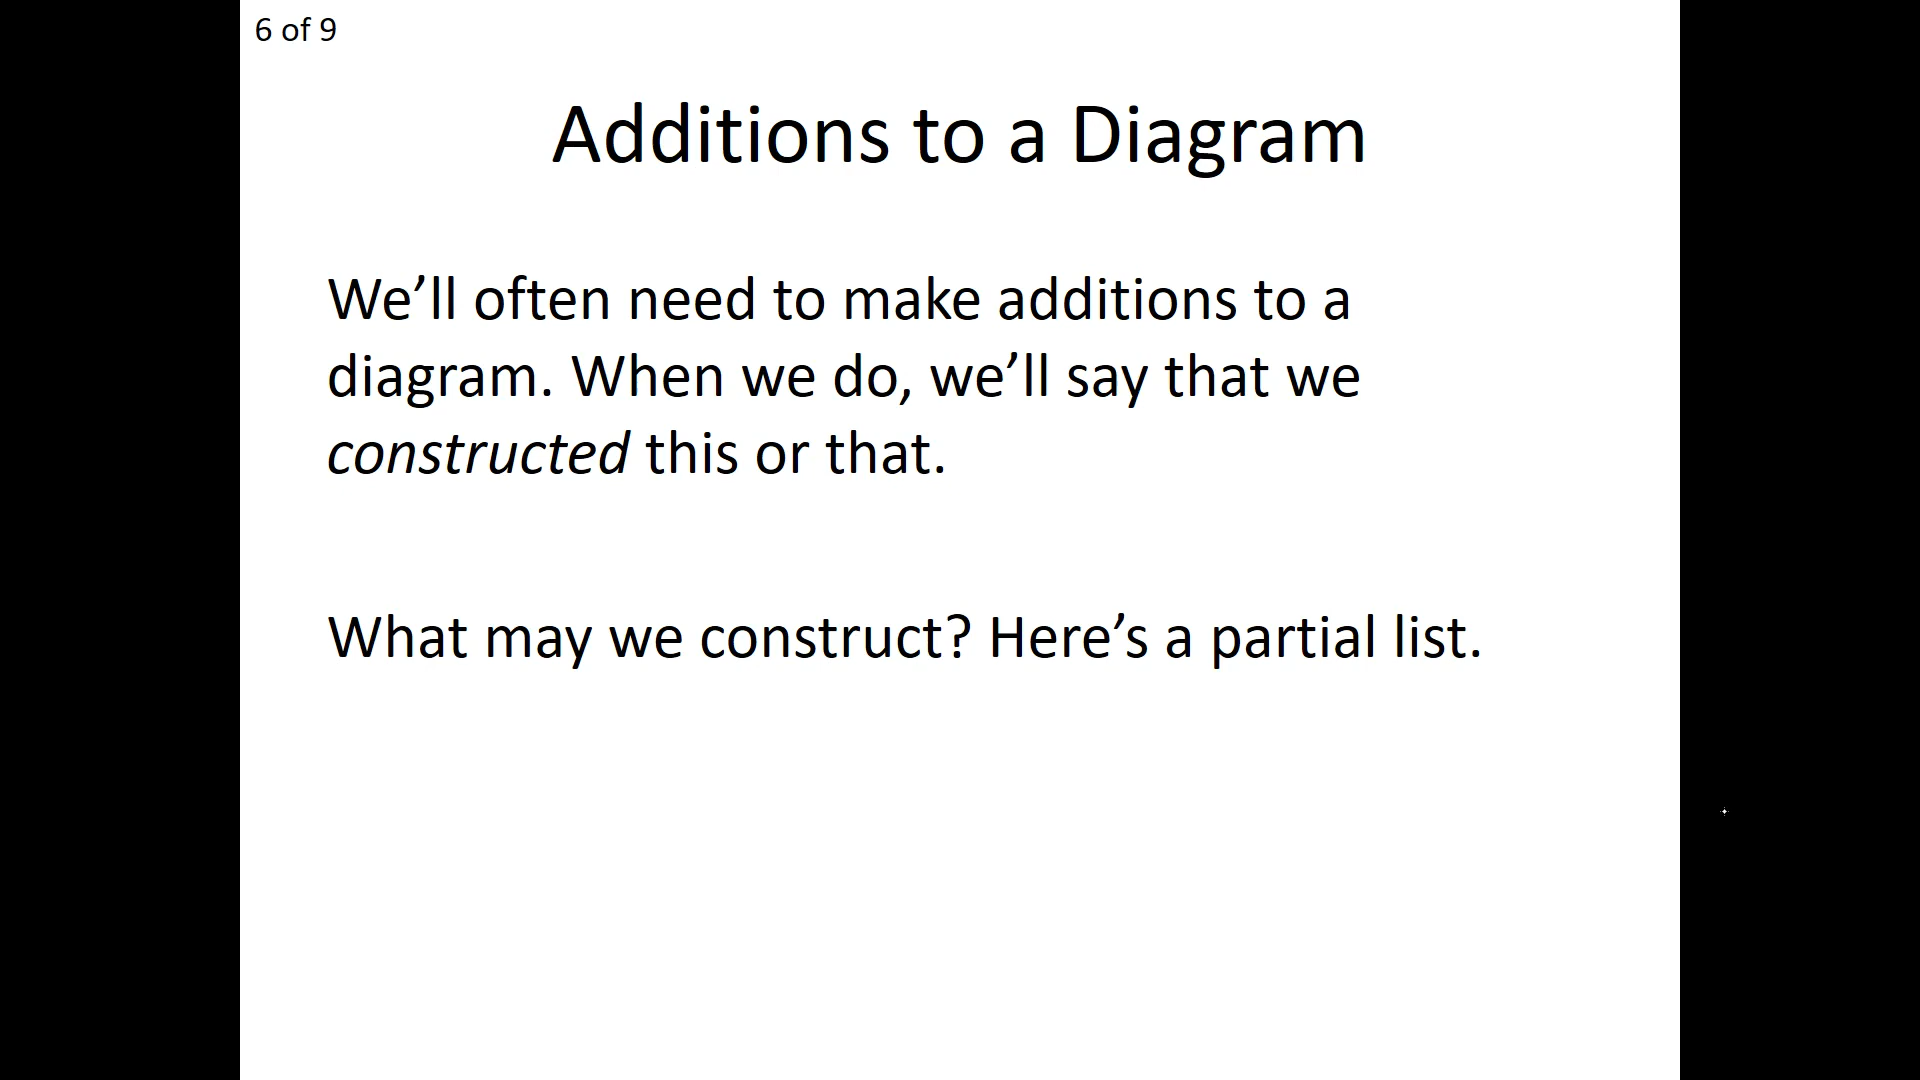 6 of 9
Additions to a Diagram
We’ll often need to make additions to a
diagram. When we do, we’ll say that we
constructed this or that.
What may we construct? Here’s a partial list.